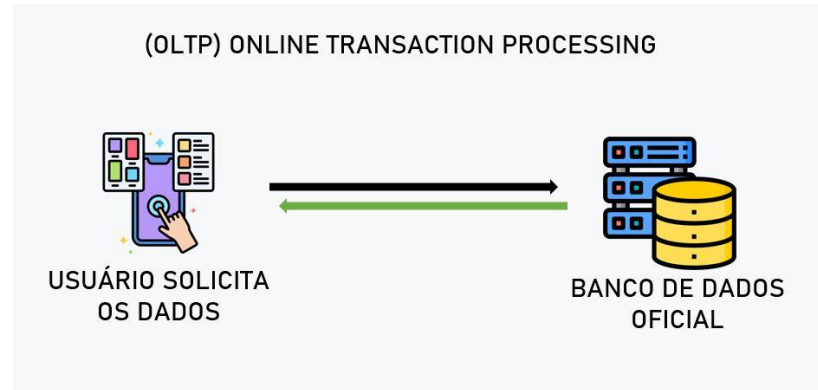 (OLTP) ONLINE TRANSACTION PROCESSING
USUÁRIO SOLICITA
OS DADOS
BANCO DE DADOS
OFICIAL